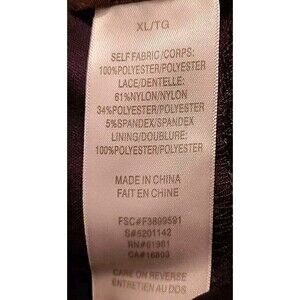 XL/TG
SELF FABRIC/CORPS:
100%POLYESTER/POLYESTER
LACE/DENTELLE:
61%NYLON/NYLON
34%POLYESTER/POLYESTER
5%SPANDEX/SPANDEX
LINING/DOUBLURE:
100%POLYESTER/POLYESTER
MADE IN CHINA
FAIT EN CHINE
FSC#F3899591
S#5201142
RN#61981
CA#16803
CARE ON REVERSE
ENTRETIEN AU DOS